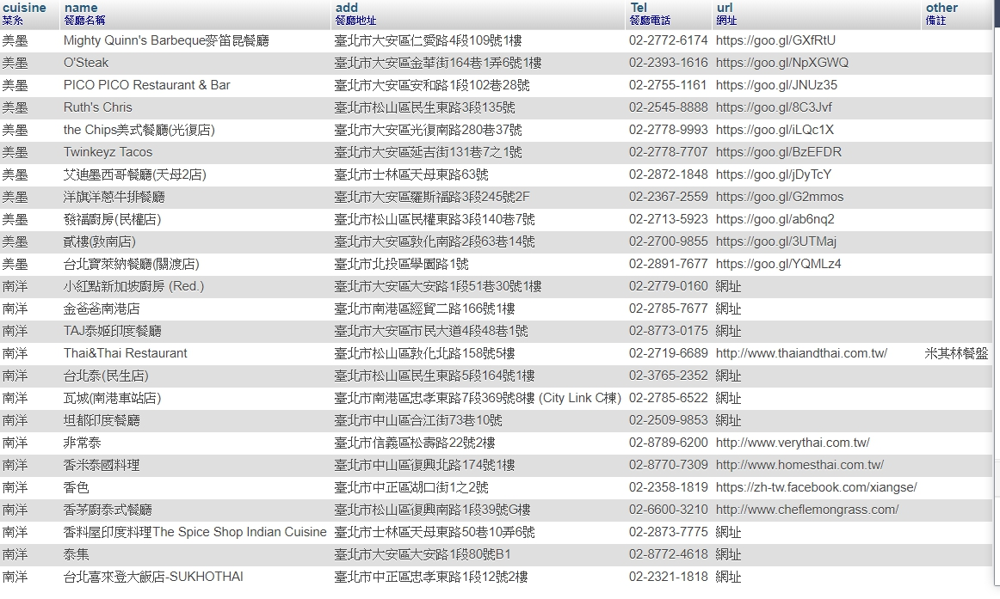 cuisine name add Tel url other
菜系 餐廳名稱 餐廳地址 餐廳電話 網址 備註
美墨 Mighty Quinn's Barbeque麥笛昆餐廳 臺北市大安區仁愛路4段109號1樓 02-2772-6174 https://goo.gl/GXfRtU
美墨 O'Steak 臺北市大安區金華街164巷1弄6號1樓 02-2393-1616 https://goo.gl/NpXGWQ
美墨 PICO PICO Restaurant & Bar 臺北市大安區安和路1段102巷28號 02-2755-1161 https://goo.gl/JNUz35
美墨 Ruth's Chris 臺北市松山區民生東路3段135號 02-2545-8888 https://goo.gl/8C3Jvf
美墨 the Chips美式餐廳(光復店) 臺北市大安區光復南路280巷37號 02-2778-9993 https://goo.gl/iLQc1X
美墨 Twinkeyz Tacos 臺北市大安區延吉街131巷7之1號 02-2778-7707 https://goo.gl/BzEFDR
美墨 艾迪墨西哥餐廳(天母2店) 臺北市士林區天母東路63號 02-2872-1848 https://goo.gl/jDyTcY
美墨 洋旗洋蔥牛排餐廳 臺北市大安區羅斯福路3段245號2F 02-2367-2559 https://goo.gl/G2mmos
美墨 發福廚房(民權店) 臺北市松山區民權東路3段140巷7號 02-2713-5923 https://goo.gl/ab6nq2
美墨 貳樓(敦南店) 臺北市大安區敦化南路2段63巷14號 02-2700-9855 https://goo.gl/3UTMaj
美墨 台北寶萊納餐廳(關渡店) 臺北市北投區學園路1號 02-2891-7677 https://goo.gl/YQMLz4
南洋 小紅點新加坡廚房 (Red.) 臺北市大安區大安路1段51巷30號1樓 02-2779-0160 網址
南洋 金爸爸南港店 臺北市南港區經貿二路166號1樓 02-2785-7677 網址
南洋 TAJ泰姬印度餐廳 臺北市大安區市民大道4段48巷1號 02-8773-0175 網址
南洋 Thai&Thai Restaurant 臺北市松山區敦化北路158號5樓 02-2719-6689 http://www.thaiandthai.com.tw/ 米其林餐盤
南洋 台北泰(民生店) 臺北市松山區民生東路5段164號1樓 02-3765-2352 網址
南洋 瓦城(南港車站店) 臺北市南港區忠孝東路7段369號8樓 (City Link C棟) 02-2785-6522 網址
南洋 坦都印度餐廳 臺北市中山區合江街73巷10號 02-2509-9853 網址
南洋 非常泰 臺北市信義區松壽路22號2樓 02-8789-6200 http://www.verythai.com.tw/
南洋 香米泰國料理 臺北市中山區復興北路174號1樓 02-8770-7309 http://www.homesthai.com.tw/
南洋 香色 臺北市中正區湖口街1之2號 02-2358-1819 https://zh-tw.facebook.com/xiangse/
南洋 香茅廚泰式餐廳 臺北市松山區復興南路1段39號G樓 02-6600-3210 http://www.cheflemongrass.com/
南洋 香料屋印度料理The Spice Shop Indian Cuisine 臺北市士林區天母東路50巷10弄6號 02-2873-7775 網址
南洋 泰集 臺北市大安區大安路1段80號B1 02-8772-4618 網址
南洋 台北喜來登大飯店-SUKHOTHAI 臺北市中正區忠孝東路1段12號2樓 02-2321-1818 網址